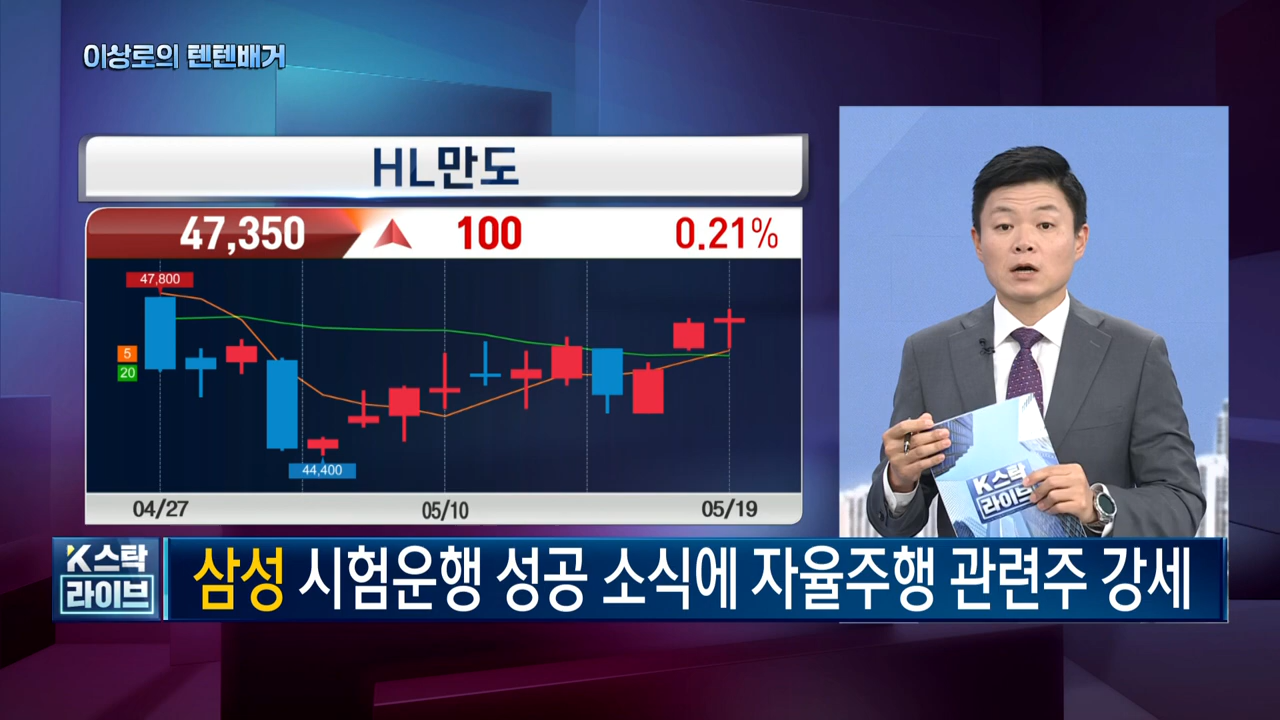 이상로의 텐텐배거
HL만도
47,350 ▲ 100 0.21%
47,800
5
20
44,400
04/27 05/10 05/19
K스탁
라이브
K스탁
라이브
삼성 시험운행 성공 소식에 자율주행 관련주 강세